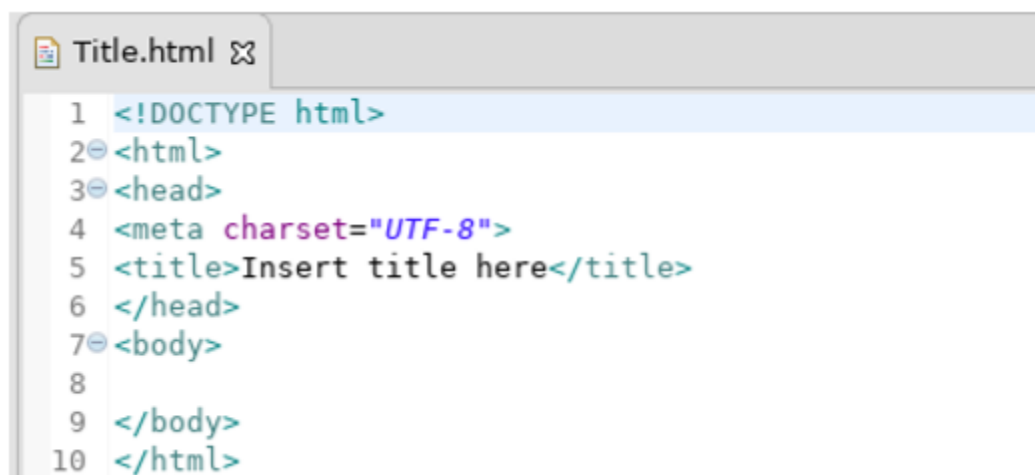 Title.html
1 <!DOCTYPE html>
2 <html>
3 <head>
4 <meta charset="UTF-8">
5 <title>Insert title here</title>
6 </head>
7 <body>
8
9 </body>
10 </html>